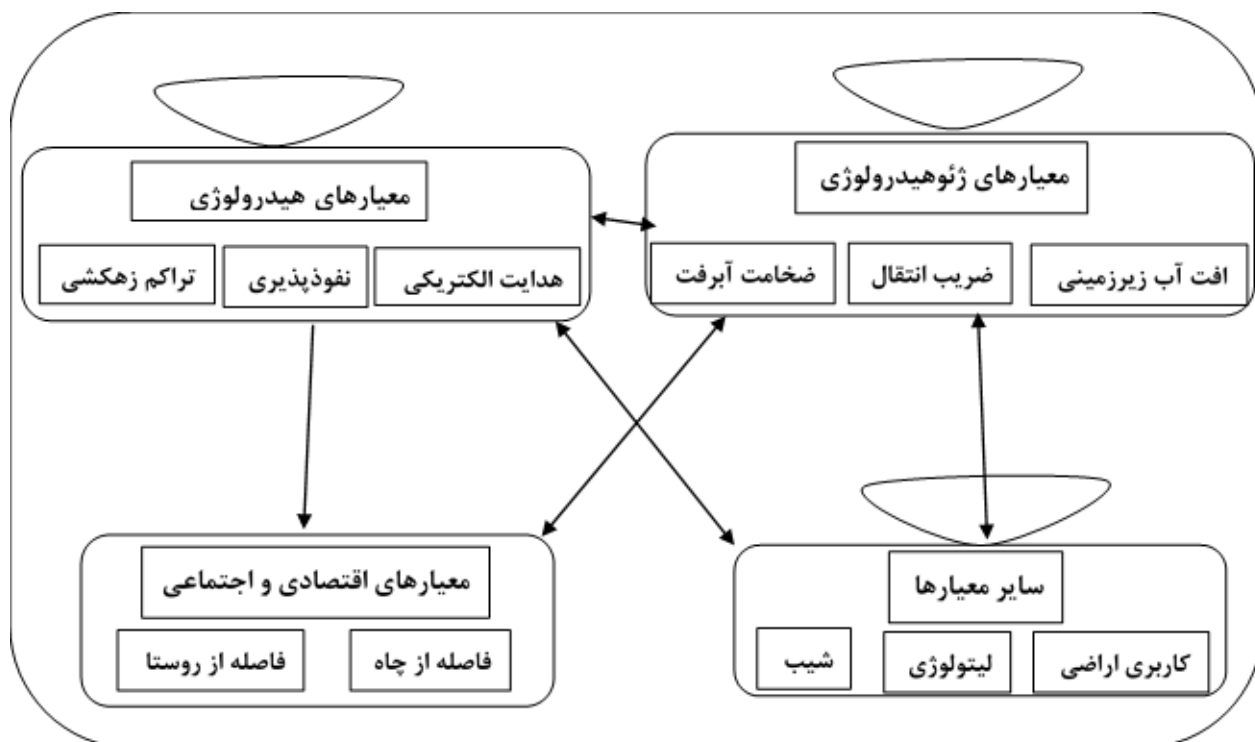 معیارهای ژئوهیدرولوژی
افت آب زیرزمینی
ضریب انتقال
ضخامت آبرفت
معیارهای هیدرولوژی
هدایت الکتریکی
نفوذپذیری
تراکم زهکشی
سایر معیارها
کاربری اراضی
لیتولوژی
شیب
معیارهای اقتصادی و اجتماعی
فاصله از چاه
فاصله از روستا